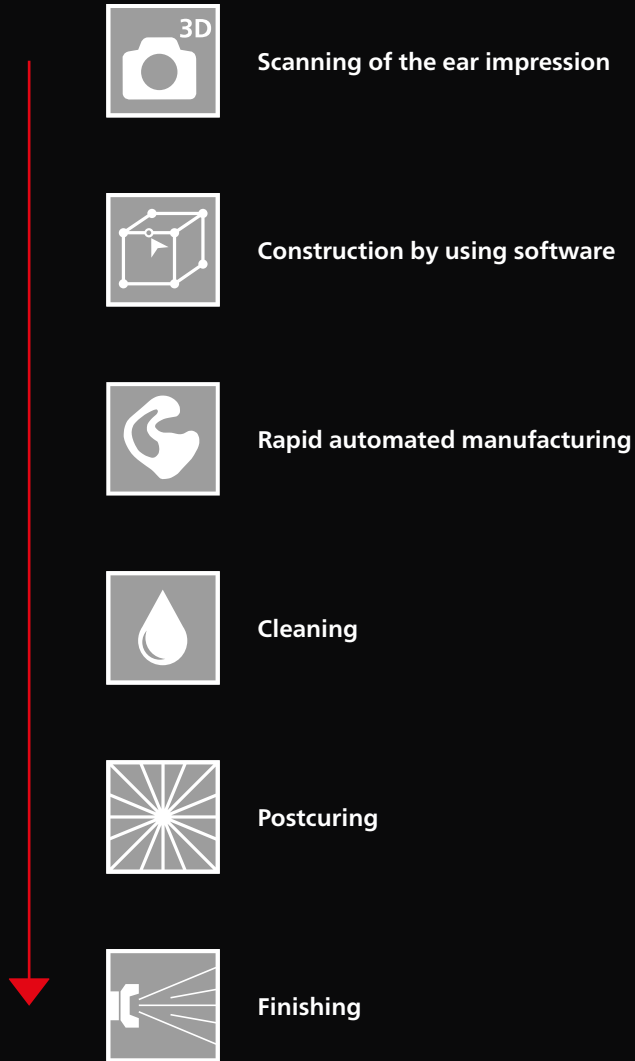 3D
Scanning of the ear impression
Construction by using software
Rapid automated manufacturing
Cleaning
Postcuring
Finishing